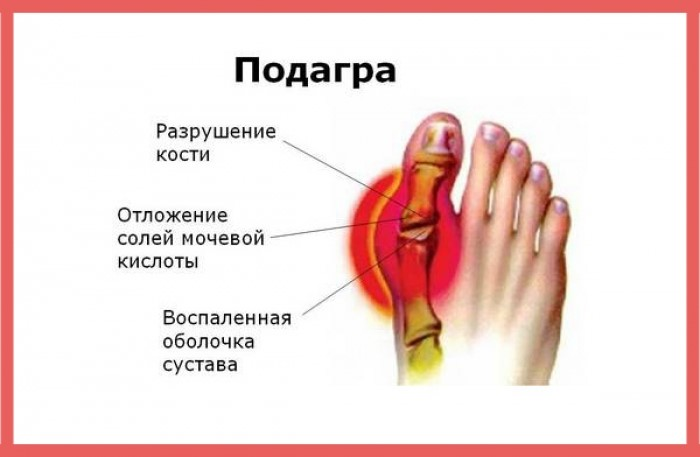 Подагра
Разрушение
кости
Отложение
солей мочевой
кислоты
Воспаленная
оболочка
сустава